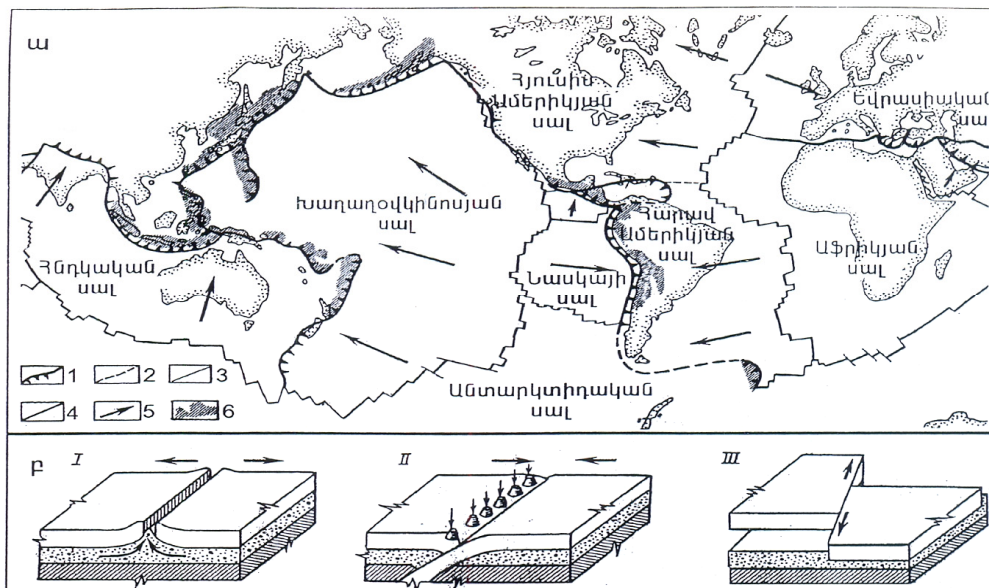 ա
Հյուսիս
Ամերիկյան
սալ
Եվրասիական
սալ
Խաղաղօվկինոսյան
սալ
Հարավ
Ամերիկյան
սալ
Աֆրիկյան
սալ
Հնդկական
սալ
Նասկայի
սալ
Անտարկտիդական
սալ
1
2
3
4
5
6
բ
I
II
III